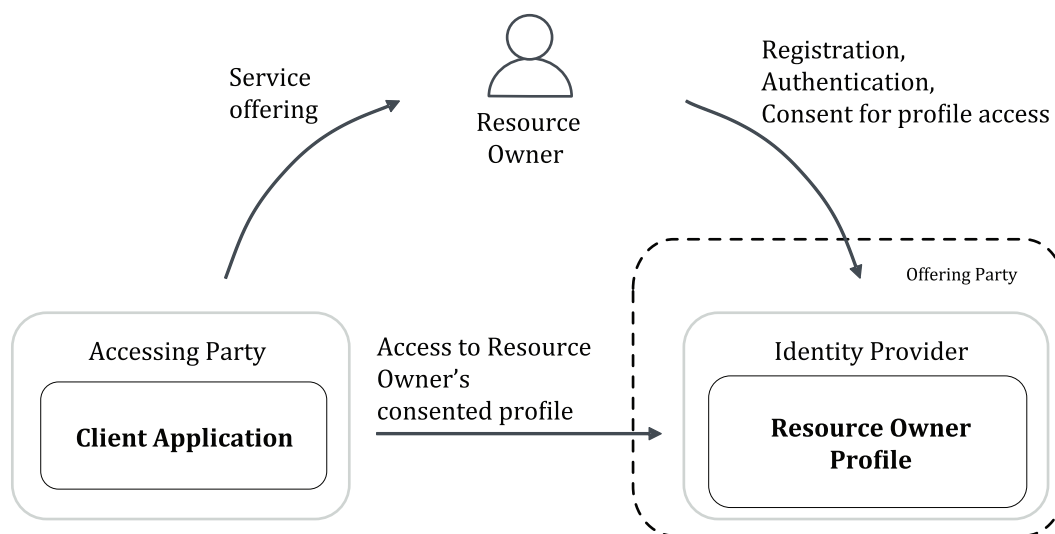 Service
offering
Resource
Owner
Registration,
Authentication,
Consent for profile access
Offering Party
Accessing Party
Client Application
Access to Resource
Owner’s
consented profile
Identity Provider
Resource Owner
Profile